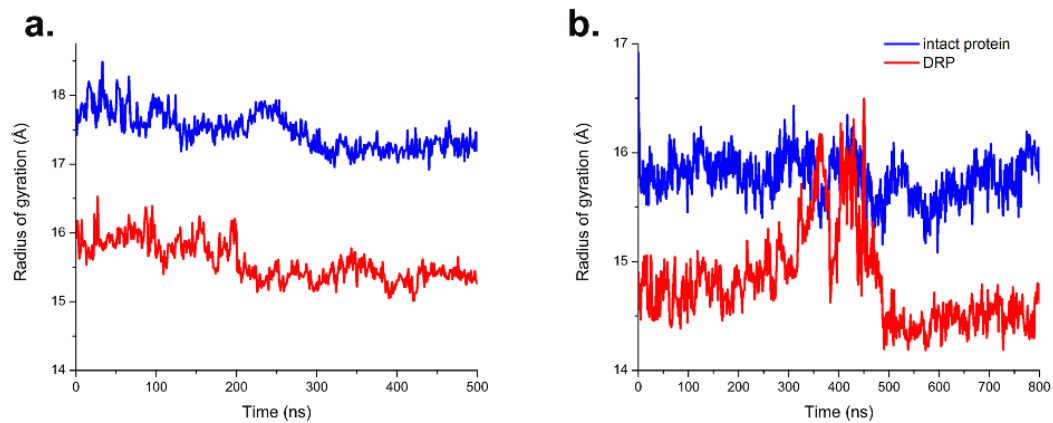 a.
Radius of gyration (Å)
18
17
16
15
14
0 100 200 300 400 500
Time (ns)
b.
intact protein
DRP
Radius of gyration (Å)
17
16
15
14
0 100 200 300 400 500 600 700 800
Time (ns)